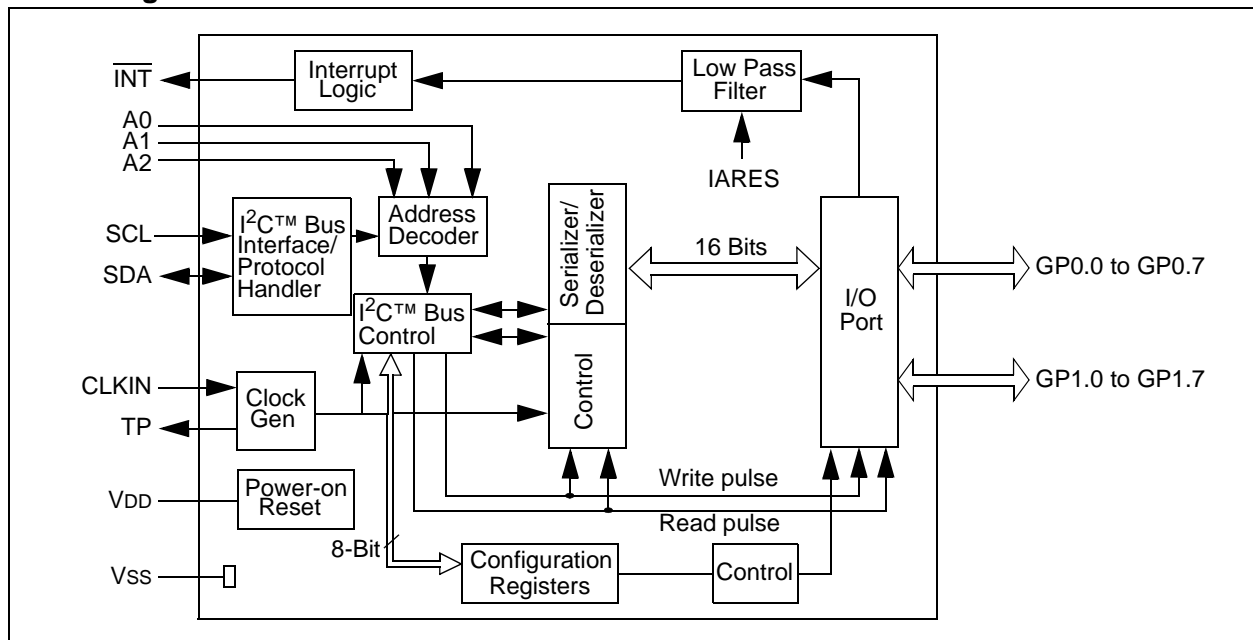 INT
Interrupt
Logic
Low Pass
Filter
IARES
A0
A1
A2
Address
Decoder
SCL
SDA
I²C™ Bus
Interface/
Protocol
Handler
I²C™ Bus
Control
Serializer/
Deserializer
Control
16 Bits
I/O
Port
GP0.0 to GP0.7
GP1.0 to GP1.7
CLKIN
TP
Clock
Gen
VDD
Power-on
Reset
VSS
Write pulse
Read pulse
8-Bit
Configuration
Registers
Control